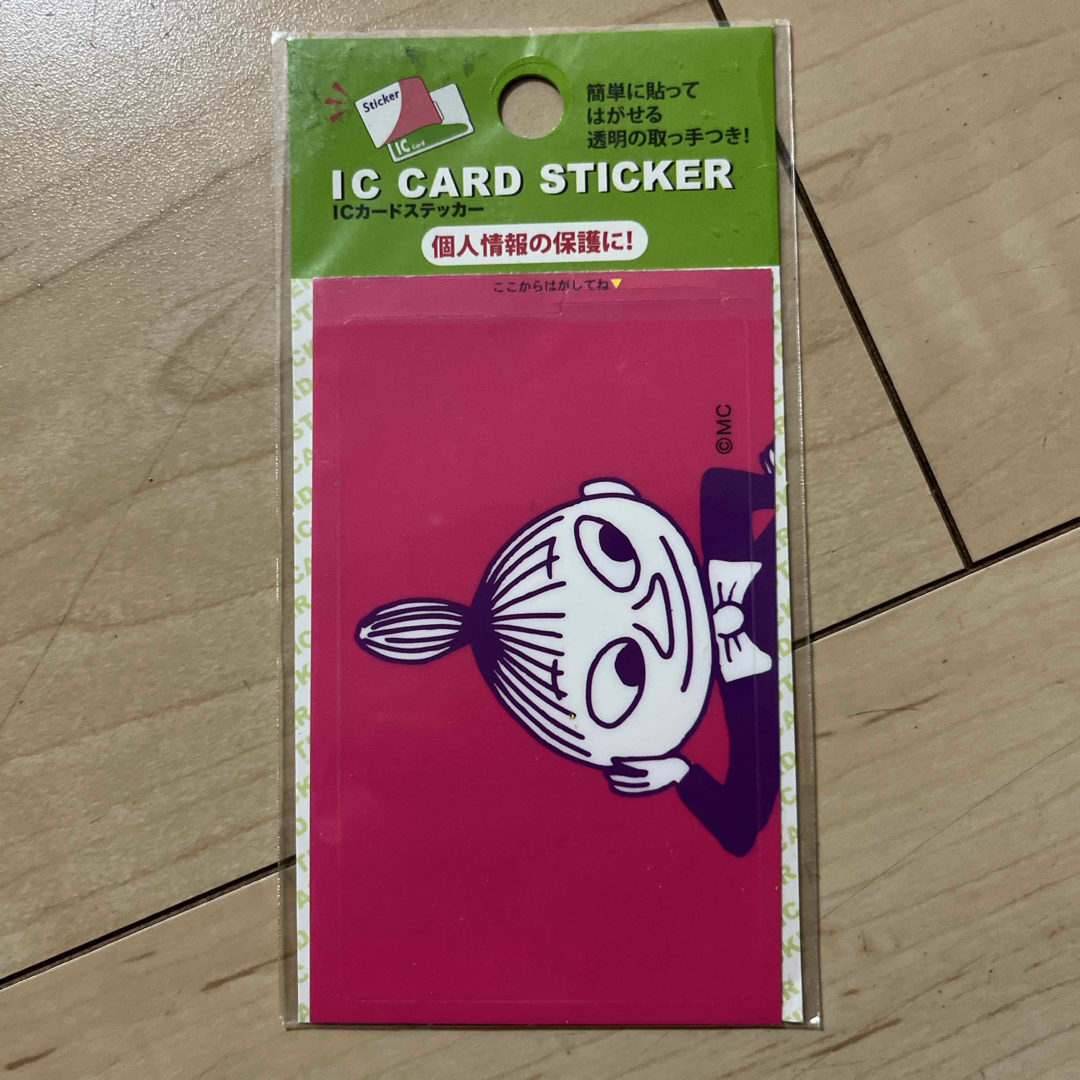 Sticker
IC Card
簡単に貼って
はがせる
透明の取っ手つき!
IC CARD STICKER
ICカードステッカー
個人情報の保護に!
ここからはがしてね▼
©MC